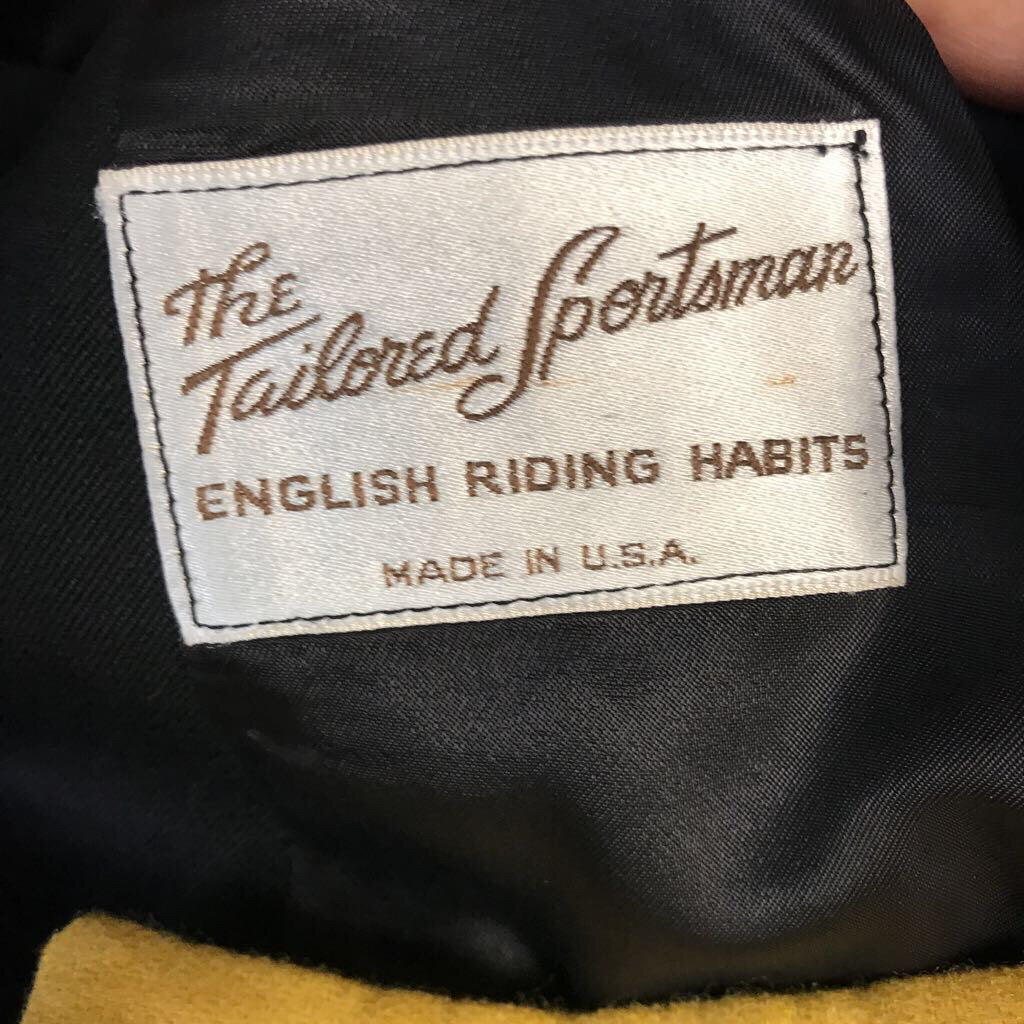 The
Tailored Sportsman
ENGLISH RIDING HABITS
MADE IN U.S.A.